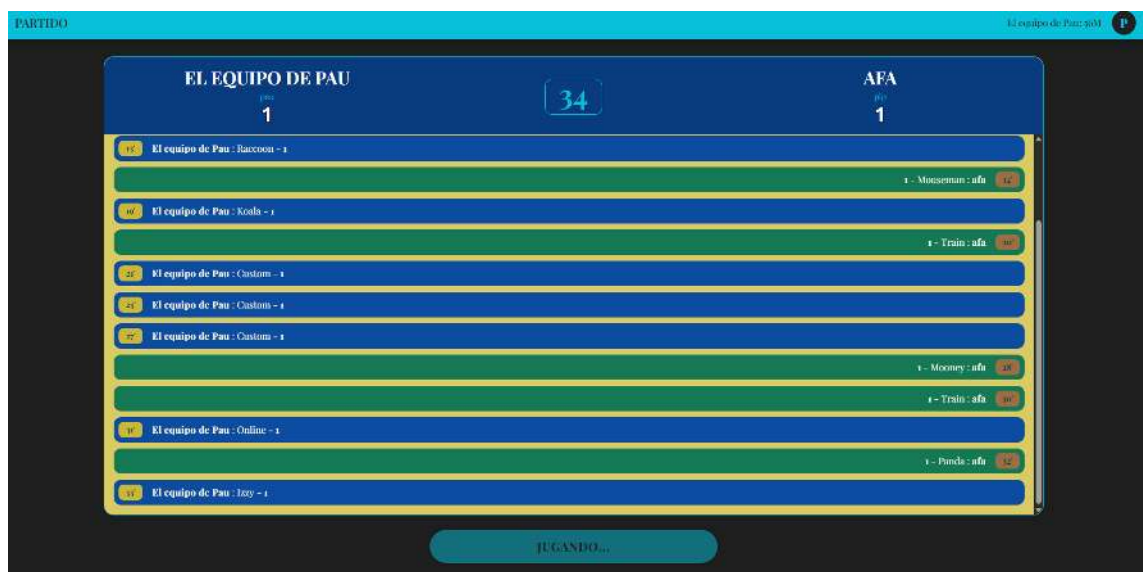 PARTIDO
El equipo de Pau: 56M P
EL EQUIPO DE PAU
1
34
AFA
1
El equipo de Pau : Raccoon - 1
1 - Mooseman : afa
El equipo de Pau : Koala - 1
1 - Train : afa
El equipo de Pau : Custom - 1
El equipo de Pau : Custom - 1
El equipo de Pau : Custom - 1
1 - Mooney : afa
1 - Train : afa
El equipo de Pau : Online - 1
1 - Panda : afa
El equipo de Pau : Izzy - 1
JUGANDO...